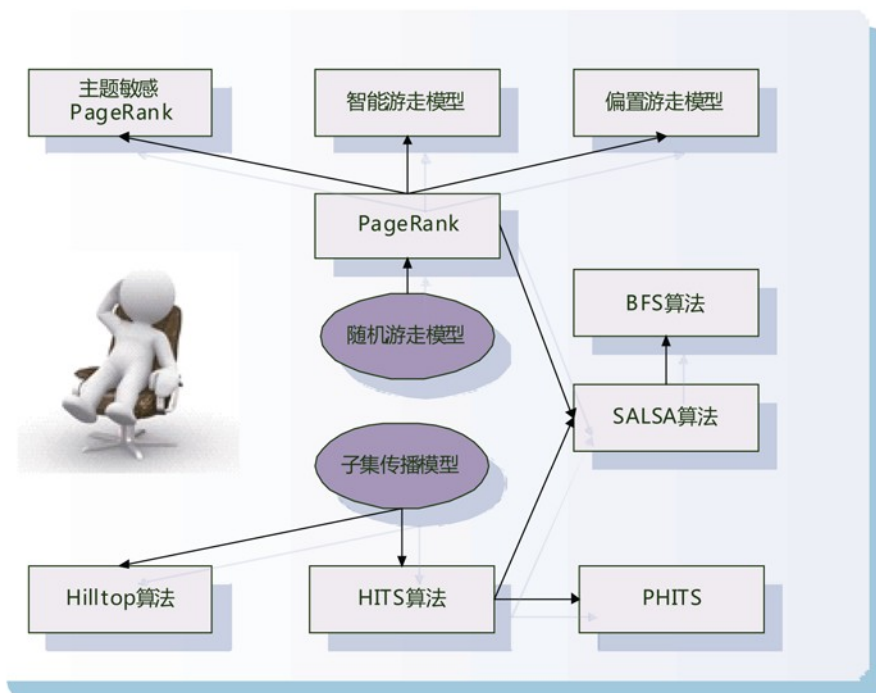 主题敏感
PageRank
智能游走模型
偏置游走模型
PageRank
随机游走模型
BFS算法
SALSA算法
子集传播模型
Hilltop算法
HITS算法
PHITS